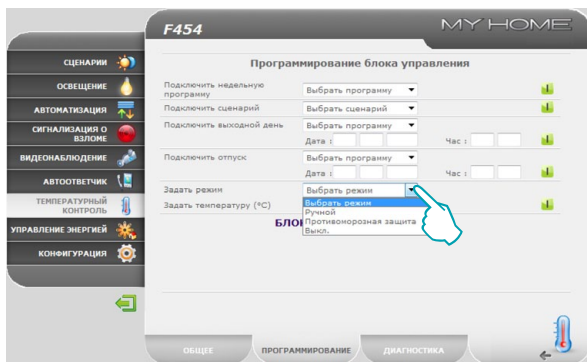 F454
MY HOME
СЦЕНАРИИ
ОСВЕЩЕНИЕ
АВТОМАТИЗАЦИЯ
СИГНАЛИЗАЦИЯ О
ВЗЛОМЕ
ВИДЕОНАБЛЮДЕНИЕ
АВТООТВЕТЧИК
ТЕМПЕРАТУРНЫЙ
КОНТРОЛЬ
УПРАВЛЕНИЕ ЭНЕРГИЕЙ
КОНФИГУРАЦИЯ
Программирование блока управления
Подключить недельную
программу
Выбрать программу
Подключить сценарий
Выбрать сценарий
Подключить выходной день
Выбрать программу
Дата : Час :
Подключить отпуск
Выбрать программу
Дата : Час :
Задать режим
Выбрать режим
Задать температуру (°C)
Выбрать режим
Ручной
Противоморозная защита
Выкл.
ОБЩЕЕ
ПРОГРАММИРОВАНИЕ
ДИАГНОСТИКА